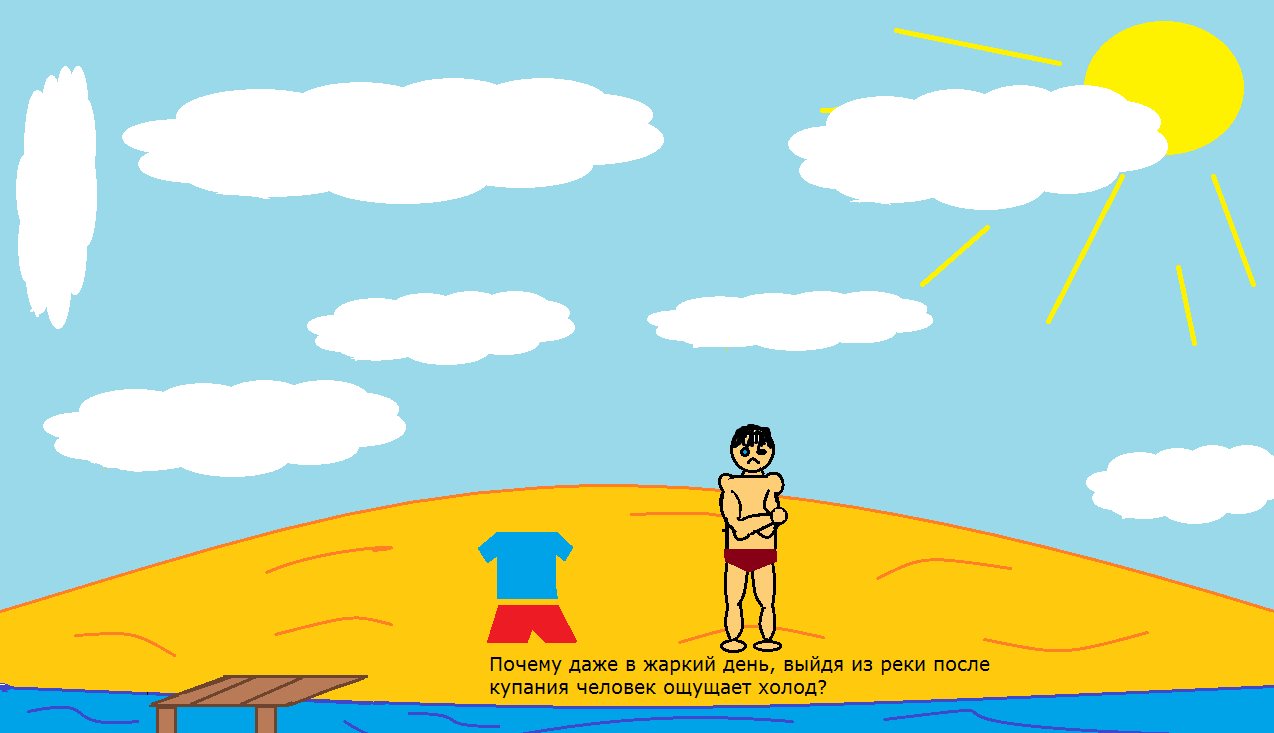 Почему даже в жаркий день, выйдя из реки после
купания человек ощущает холод?